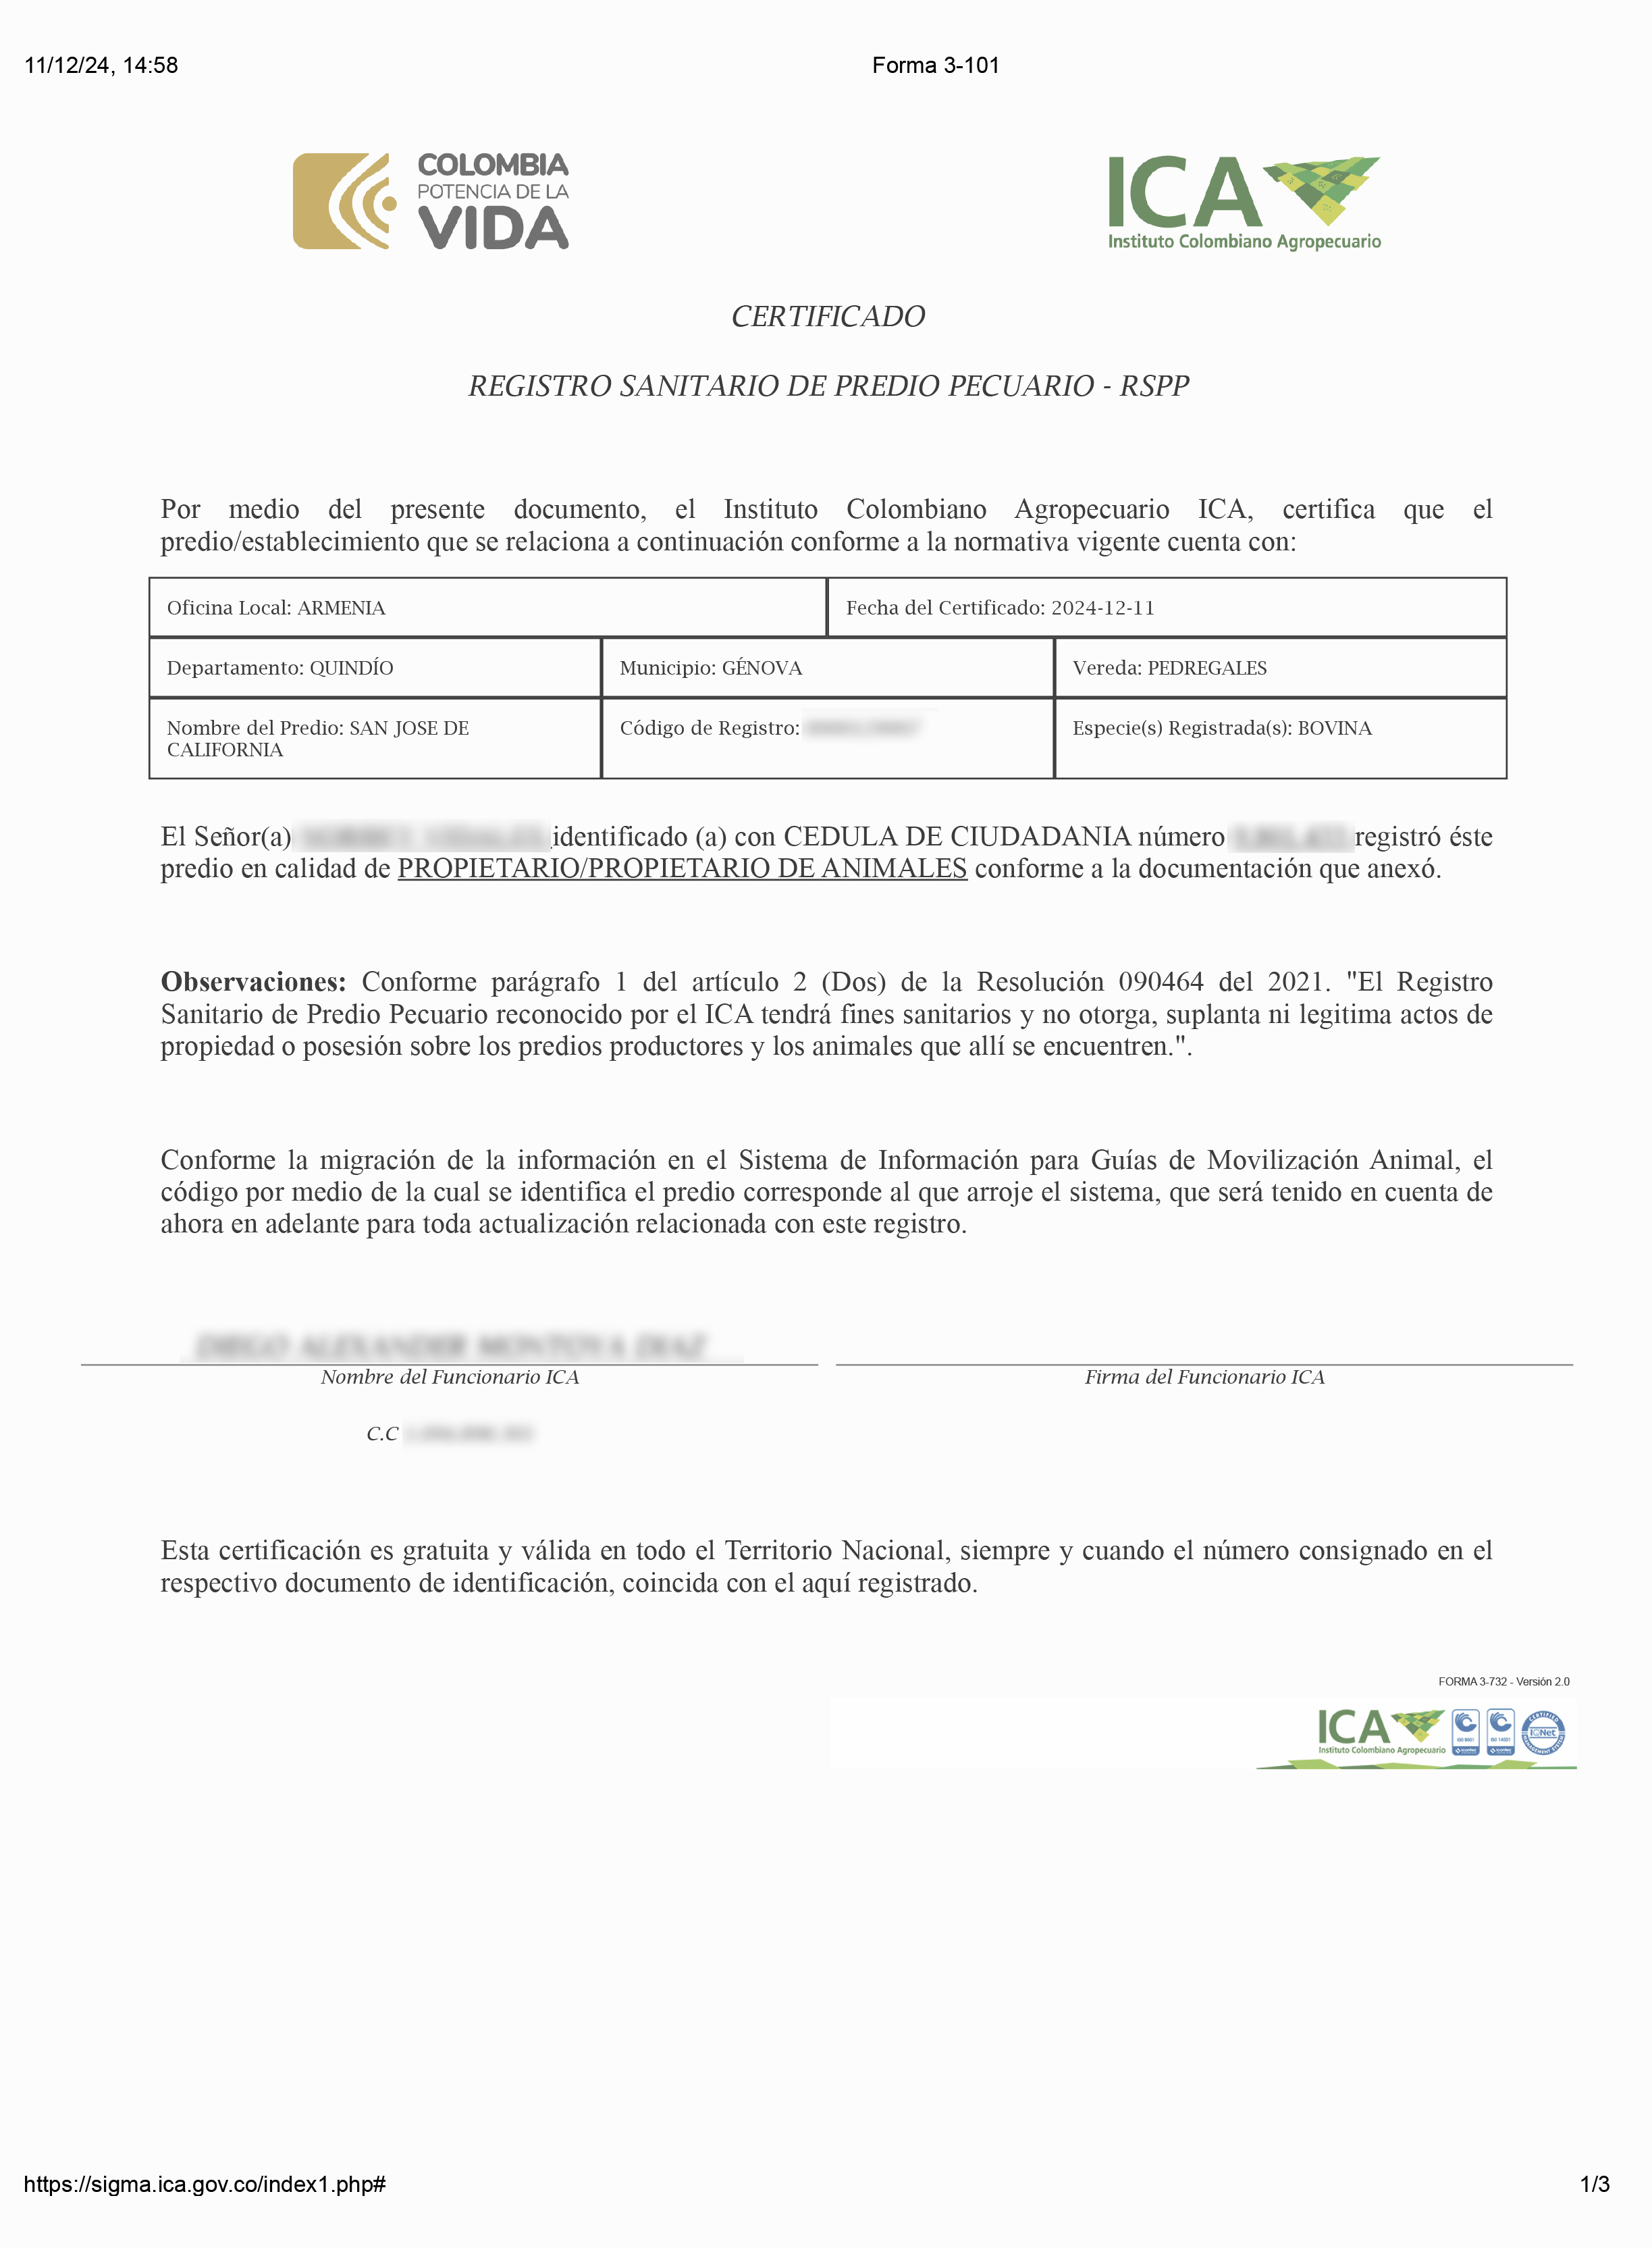 11/12/24, 14:58
Forma 3-101
COLOMBIA
POTENCIA DE LA
VIDA
ICA
Instituto Colombiano Agropecuario
CERTIFICADO
REGISTRO SANITARIO DE PREDIO PECUARIO - RSPP
Por medio del presente documento, el Instituto Colombiano Agropecuario ICA, certifica que el
predio/establecimiento que se relaciona a continuación conforme a la normativa vigente cuenta con:
Oficina Local: ARMENIA
Fecha del Certificado: 2024-12-11
Departamento: QUINDÍO
Municipio: GÉNOVA
Vereda: PEDREGALES
Nombre del Predio: SAN JOSE DE
CALIFORNIA
Código de Registro:
Especie(s) Registrada(s): BOVINA
El Señor(a) identificado (a) con CEDULA DE CIUDADANIA número registró éste
predio en calidad de PROPIETARIO/PROPIETARIO DE ANIMALES conforme a la documentación que anexó.
Observaciones: Conforme parágrafo 1 del artículo 2 (Dos) de la Resolución 090464 del 2021. "El Registro
Sanitario de Predio Pecuario reconocido por el ICA tendrá fines sanitarios y no otorga, suplanta ni legitima actos de
propiedad o posesión sobre los predios productores y los animales que allí se encuentren.".
Conforme la migración de la información en el Sistema de Información para Guías de Movilización Animal, el
código por medio de la cual se identifica el predio corresponde al que arroje el sistema, que será tenido en cuenta de
ahora en adelante para toda actualización relacionada con este registro.
Nombre del Funcionario ICA
Firma del Funcionario ICA
C.C
Esta certificación es gratuita y válida en todo el Territorio Nacional, siempre y cuando el número consignado en el
respectivo documento de identificación, coincida con el aquí registrado.
FORMA 3-732 - Versión 2.0
ICA
Instituto Colombiano Agropecuario
ISO 9001
ISO 14001
CERTIFIED
IQNet
MANAGEMENT SYSTEM
https://sigma.ica.gov.co/index1.php#
1/3